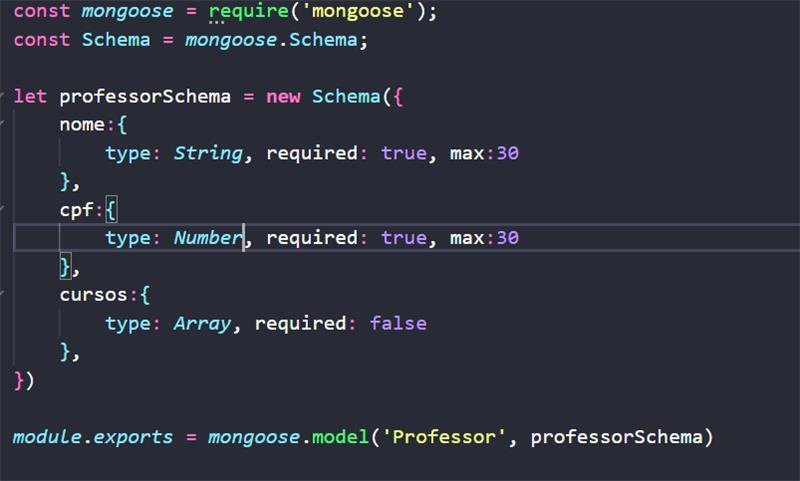 const mongoose = require('mongoose');
const Schema = mongoose.Schema;

let professorSchema = new Schema({
    nome:{
        type: String, required: true, max:30
    },
    cpf:{
        type: Number, required: true, max:30
    },
    cursos:{
        type: Array, required: false
    },
})

module.exports = mongoose.model('Professor', professorSchema)